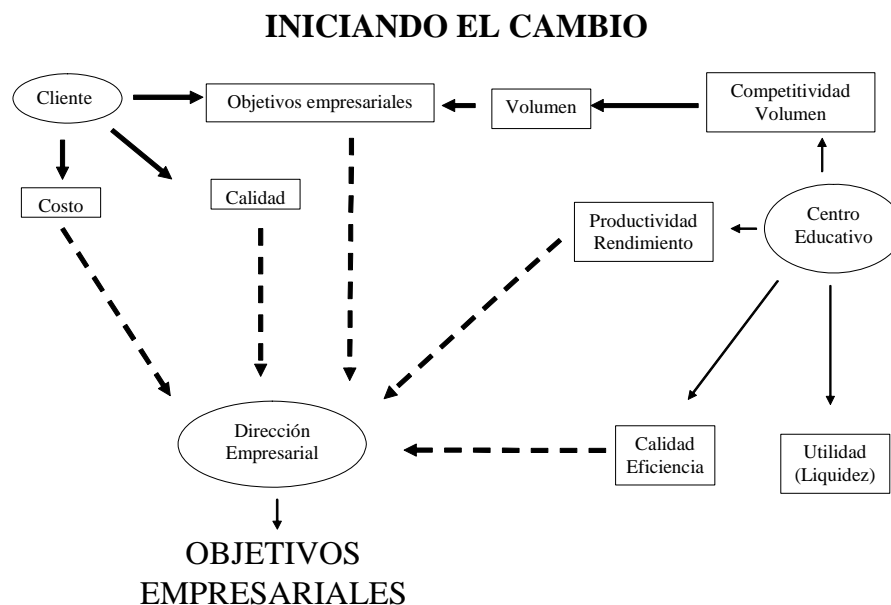 INICIANDO EL CAMBIO
Cliente
Objetivos empresariales
Volumen
Competitividad
Volumen
Costo
Calidad
Productividad
Rendimiento
Centro
Educativo
Dirección
Empresarial
Calidad
Eficiencia
Utilidad
(Liquidez)
OBJETIVOS
EMPRESARIALES